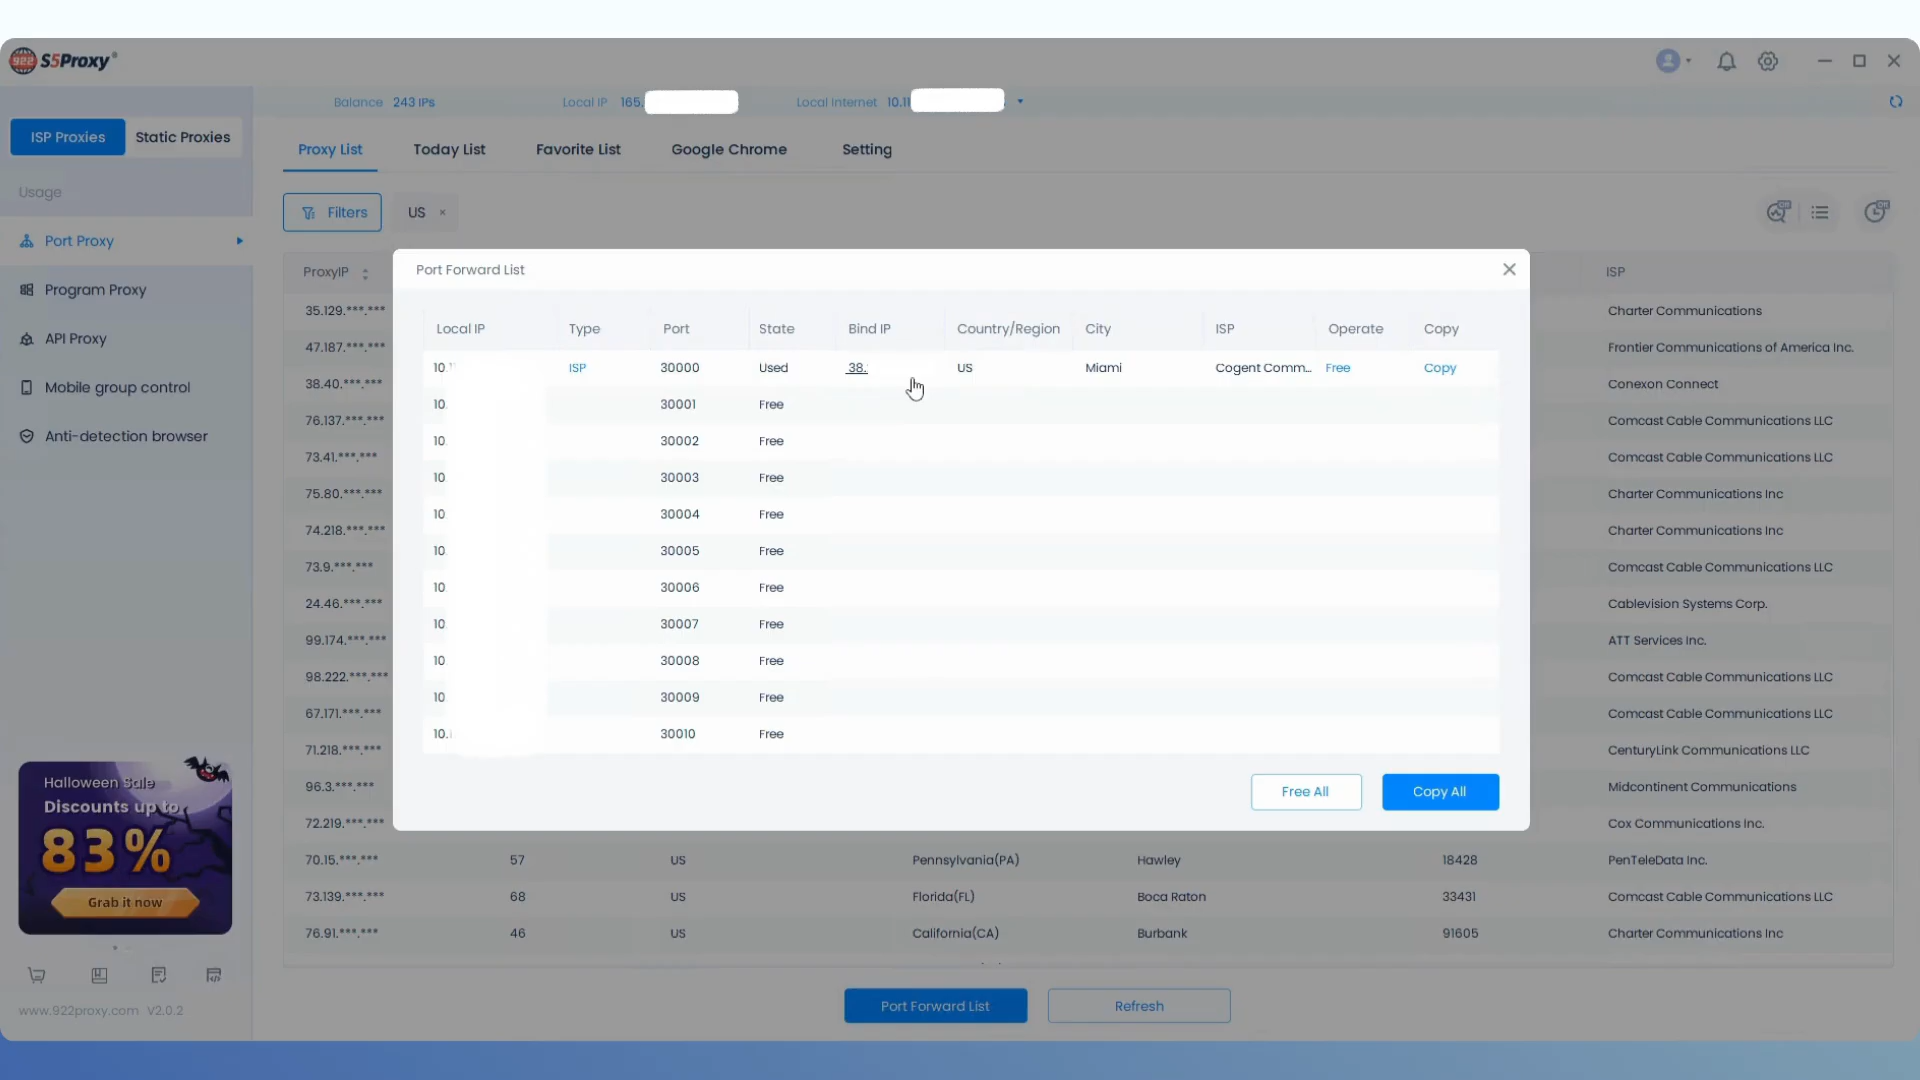 922 S5Proxy®
Balance 243 IPs Local IP 165. Local Internet 10.11
ISP Proxies Static Proxies
Proxy List Today List Favorite List Google Chrome Setting
Usage
Filters US ×
Port Proxy
Program Proxy
API Proxy
Mobile group control
Anti-detection browser
ProxyIP ISP
35.129.***.*** Charter Communications
47.187.***.*** Frontier Communications of America Inc.
38.40.***.*** Conexon Connect
76.137.***.*** Comcast Cable Communications LLC
73.41.***.*** Comcast Cable Communications LLC
75.80.***.*** Charter Communications Inc
74.218.***.*** Charter Communications Inc
73.9.***.*** Comcast Cable Communications LLC
24.46.***.*** Cablevision Systems Corp.
99.174.***.*** ATT Services Inc.
98.222.***.*** Comcast Cable Communications LLC
67.171.***.*** Comcast Cable Communications LLC
71.218.***.*** CenturyLink Communications LLC
96.3.***.*** Midcontinent Communications
72.219.***.*** Cox Communications Inc.
70.15.***.*** 57 US Pennsylvania(PA) Hawley 18428 PenTeleData Inc.
73.139.***.*** 68 US Florida(FL) Boca Raton 33431 Comcast Cable Communications LLC
76.91.***.*** 46 US California(CA) Burbank 91605 Charter Communications Inc
Port Forward List
Local IP Type Port State Bind IP Country/Region City ISP Operate Copy
10. ISP 30000 Used 38. US Miami Cogent Comm... Free Copy
10. 30001 Free
10. 30002 Free
10 30003 Free
10 30004 Free
10 30005 Free
10 30006 Free
10 30007 Free
10 30008 Free
10 30009 Free
10. 30010 Free
Free All Copy All
Halloween Sale
Discounts up to
83%
Grab it now
www.922proxy.com V2.0.2
Port Forward List Refresh